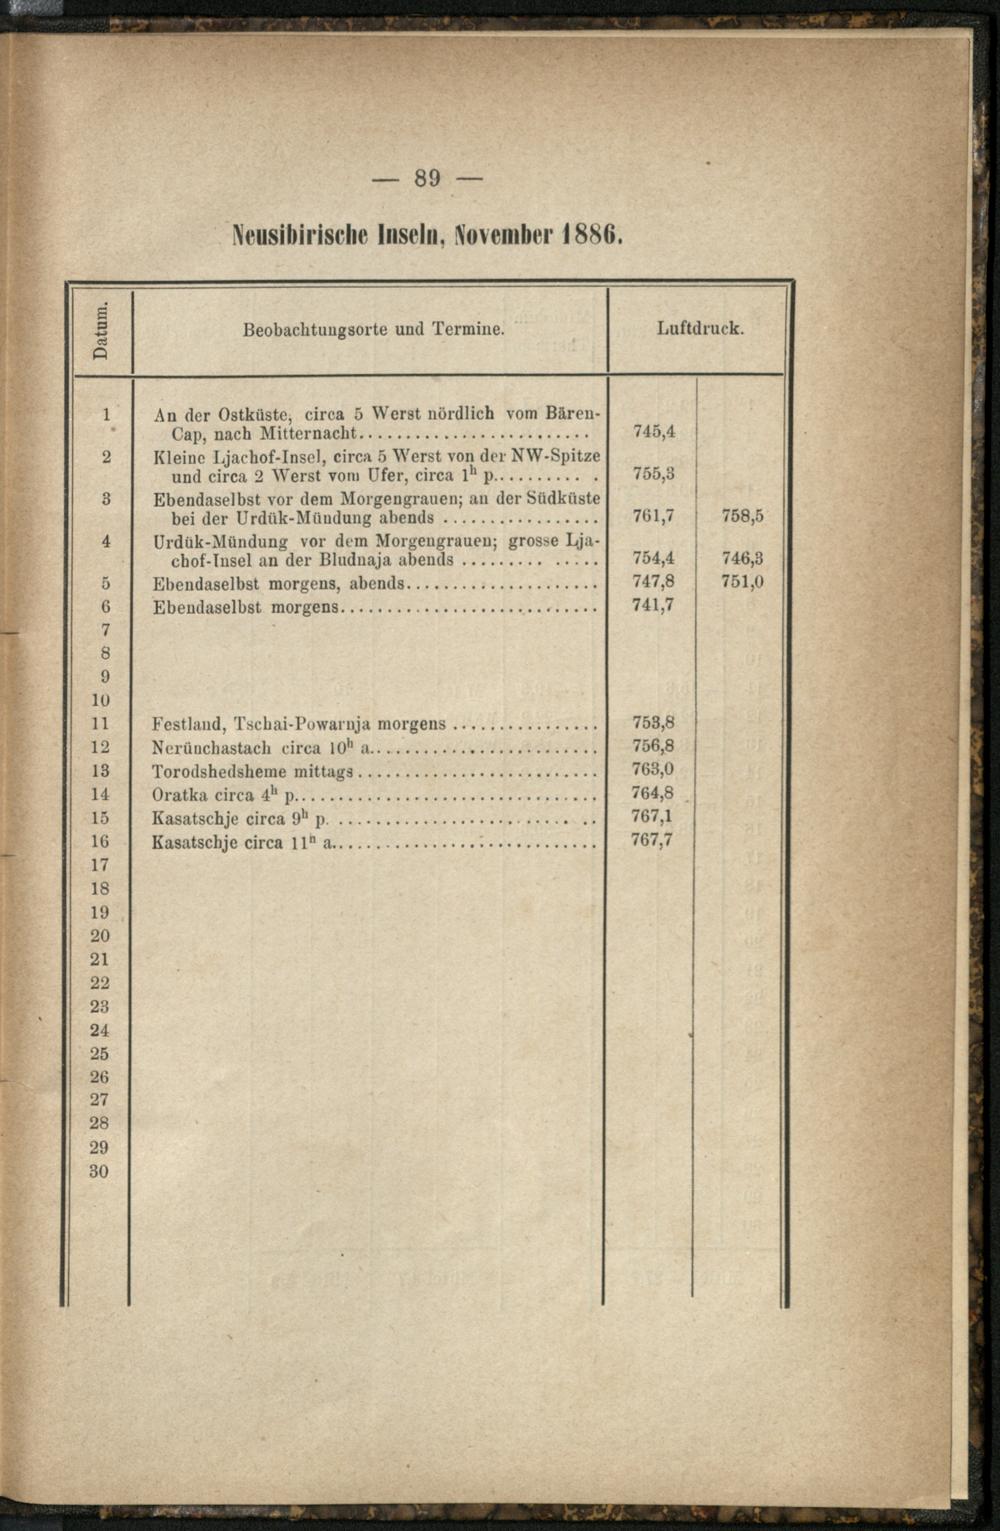 — 89 —
Neusibirische Inseln, November 1886.
Datum.
Beobachtungsorte und Termine.
Luftdruck.
1 An der Ostküste, circa 5 Werst nördlich vom Bären-
Cap, nach Mitternacht........................ 745,4
2 Kleine Ljachof-Insel, circa 5 Werst von der NW-Spitze
und circa 2 Werst vom Ufer, circa 1h p.......... 755,3
3 Ebendaselbst vor dem Morgengrauen; an der Südküste
bei der Urdük-Mündung abends ................. 761,7 758,5
4 Urdük-Mündung vor dem Morgengrauen; grosse Lja-
chof-Insel an der Bludnaja abends .............. 754,4 746,3
5 Ebendaselbst morgens, abends..................... 747,8 751,0
6 Ebendaselbst morgens............................ 741,7
7
8
9
10
11 Festland, Tschai-Powarnja morgens ................ 753,8
12 Nerünchastach circa 10h a......................... 756,8
13 Torodshedsheme mittags.......................... 763,0
14 Oratka circa 4h p................................. 764,8
15 Kasatschje circa 9h p. ............................ 767,1
16 Kasatschje circa 11h a............................. 767,7
17
18
19
20
21
22
23
24
25
26
27
28
29
30